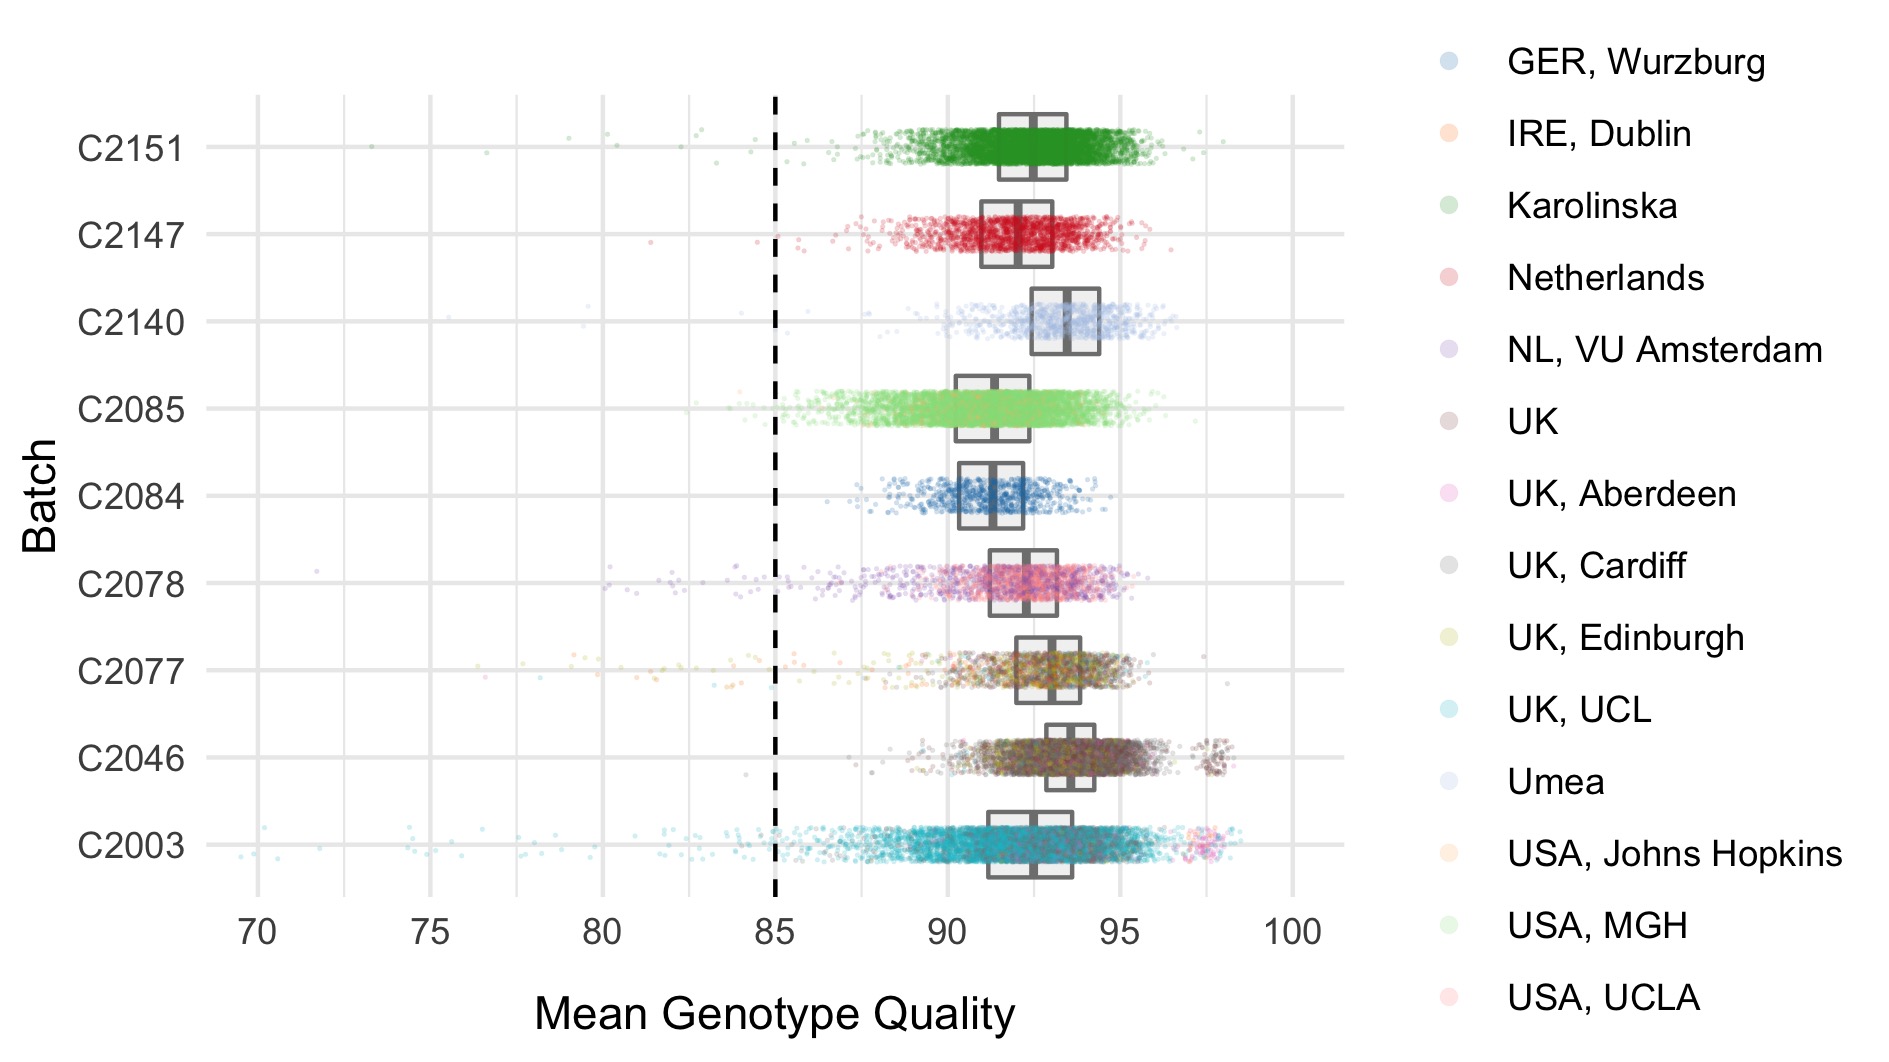 Batch
C2151
C2147
C2140
C2085
C2084
C2078
C2077
C2046
C2003
70 75 80 85 90 95 100
Mean Genotype Quality
GER, Wurzburg
IRE, Dublin
Karolinska
Netherlands
NL, VU Amsterdam
UK
UK, Aberdeen
UK, Cardiff
UK, Edinburgh
UK, UCL
Umea
USA, Johns Hopkins
USA, MGH
USA, UCLA